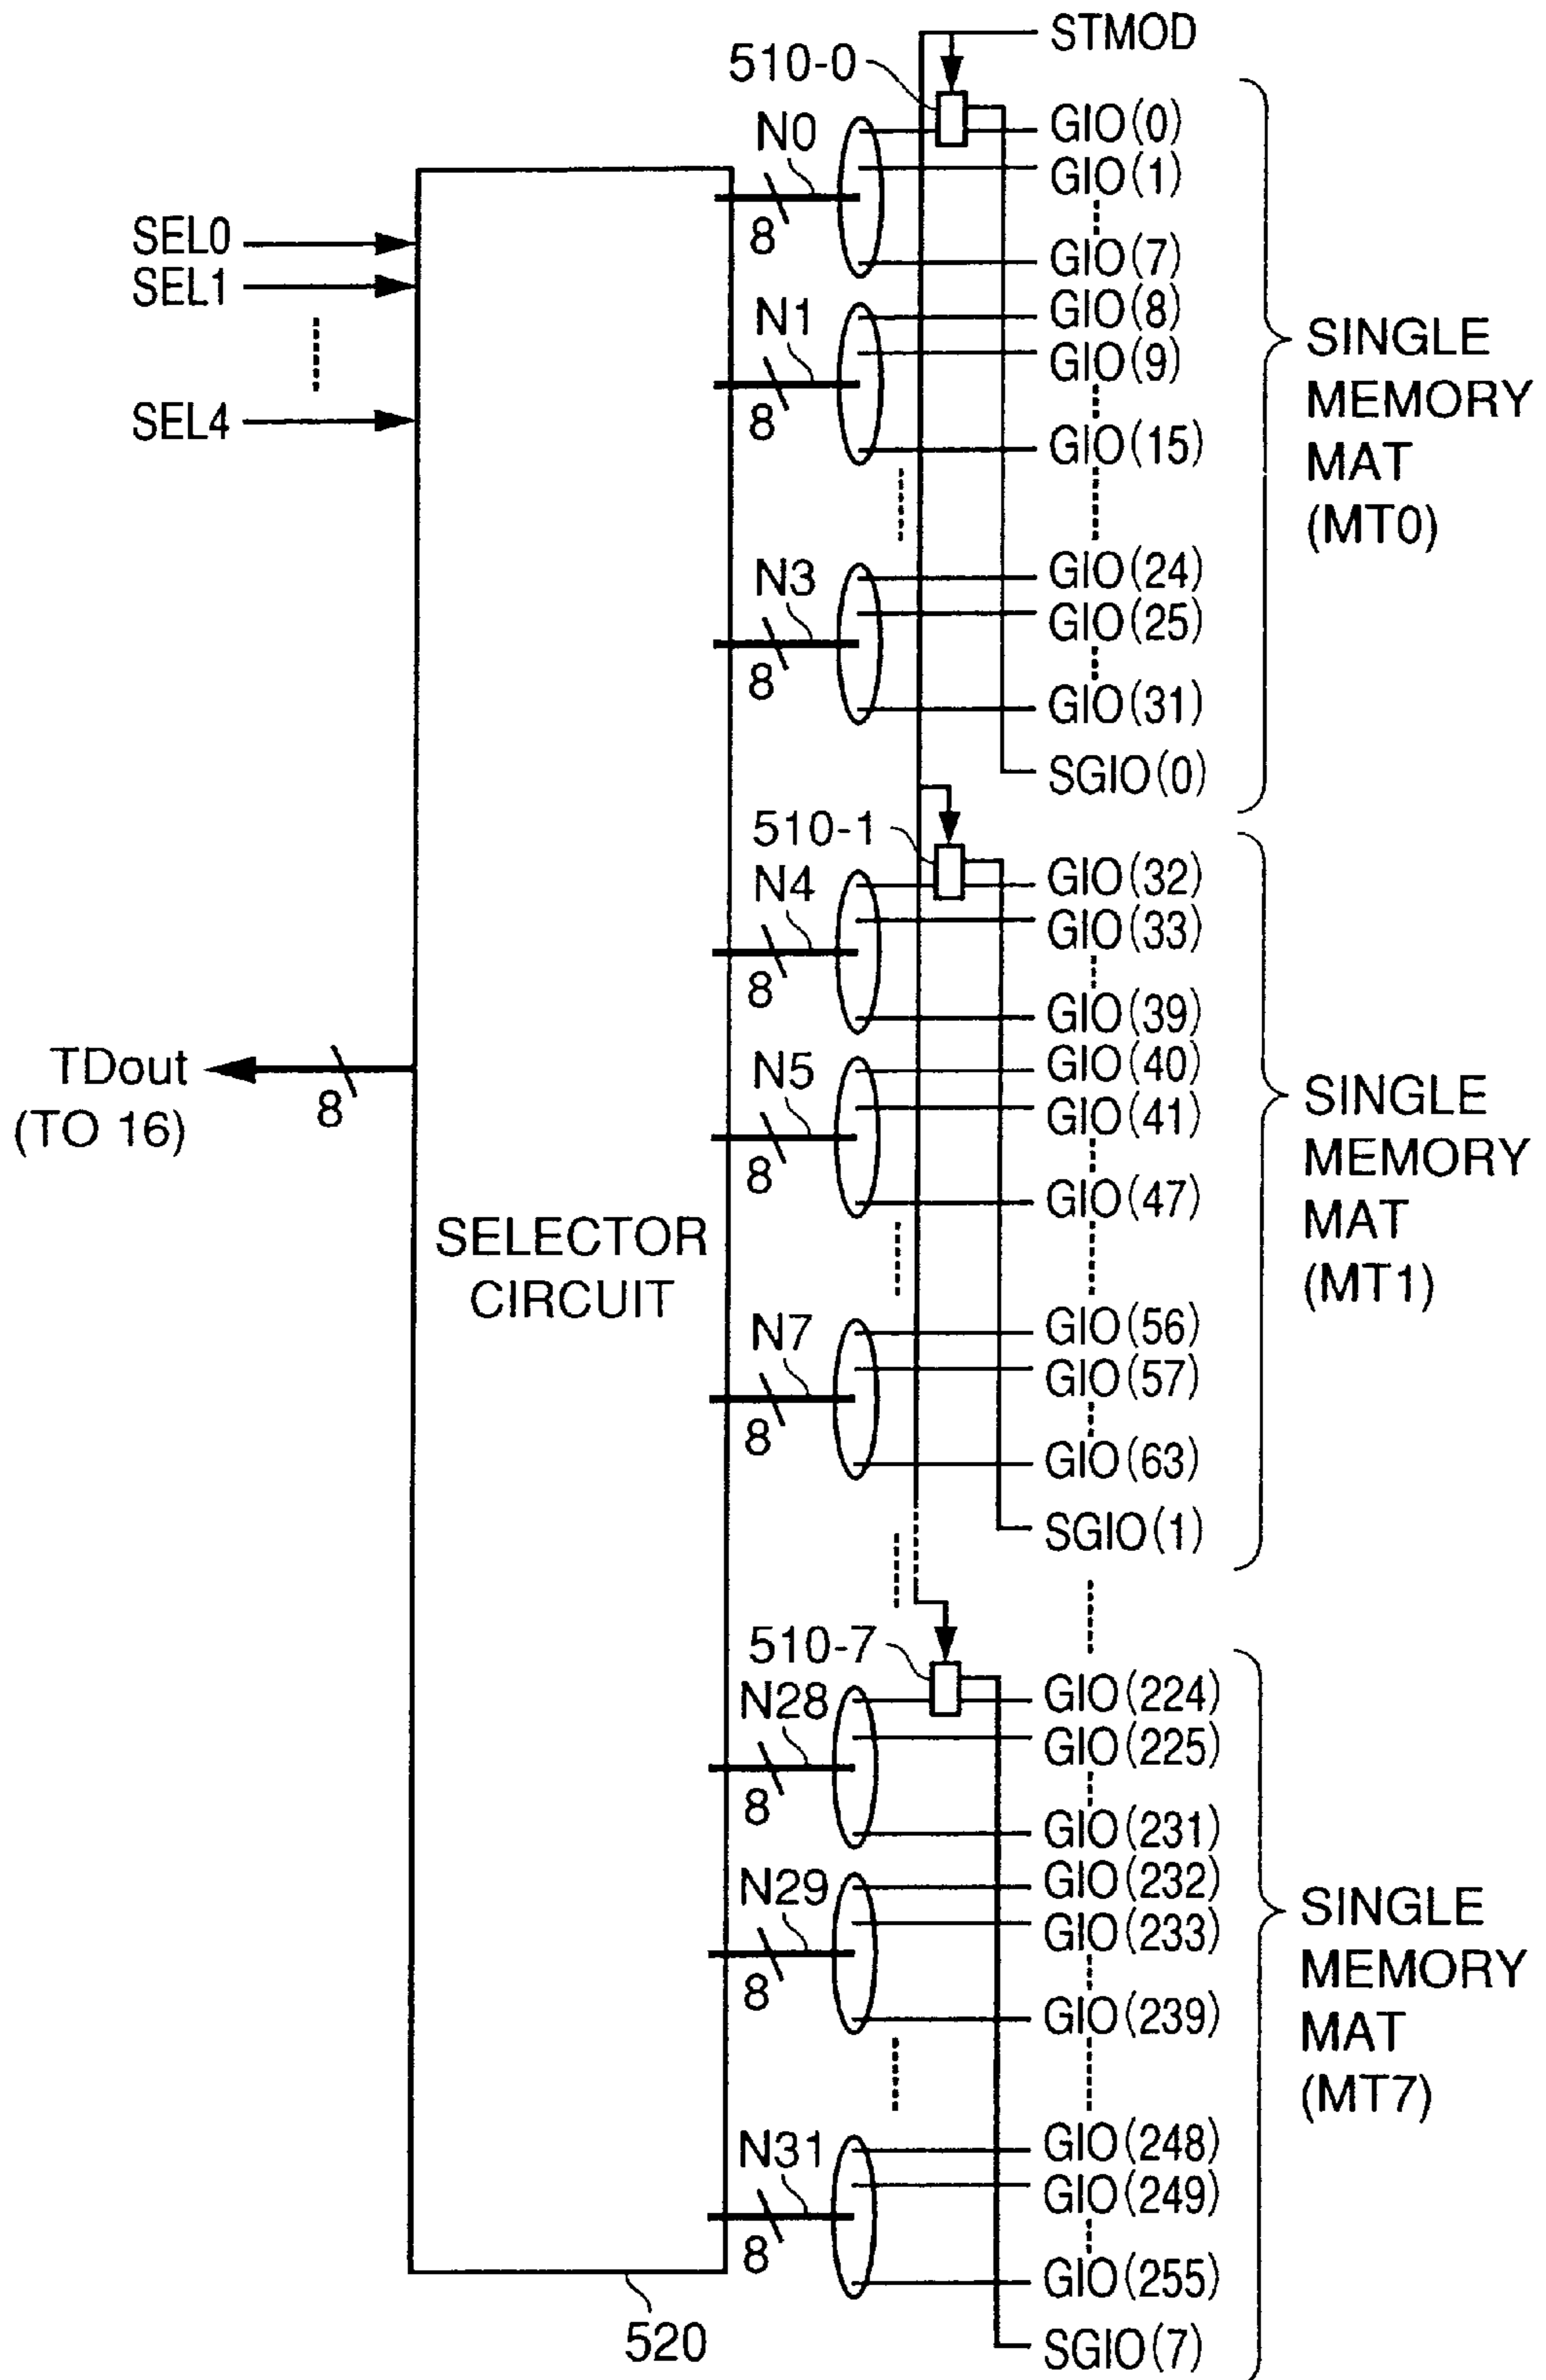 STMOD
510-0
GIO(0)
N0
GIO(1)
8
GIO(7)
SEL0
SEL1
SEL4
GIO(8)
N1
GIO(9)
8
GIO(15)
SINGLE
MEMORY
MAT
(MT0)
GIO(24)
N3
GIO(25)
8
GIO(31)
SGIO(0)
510-1
GIO(32)
N4
GIO(33)
8
GIO(39)
GIO(40)
N5
GIO(41)
8
GIO(47)
SINGLE
MEMORY
MAT
(MT1)
TDout
(TO 16)
8
SELECTOR
CIRCUIT
GIO(56)
N7
GIO(57)
8
GIO(63)
SGIO(1)
510-7
GIO(224)
N28
GIO(225)
8
GIO(231)
GIO(232)
N29
GIO(233)
8
GIO(239)
SINGLE
MEMORY
MAT
(MT7)
GIO(248)
N31
GIO(249)
8
GIO(255)
SGIO(7)
520